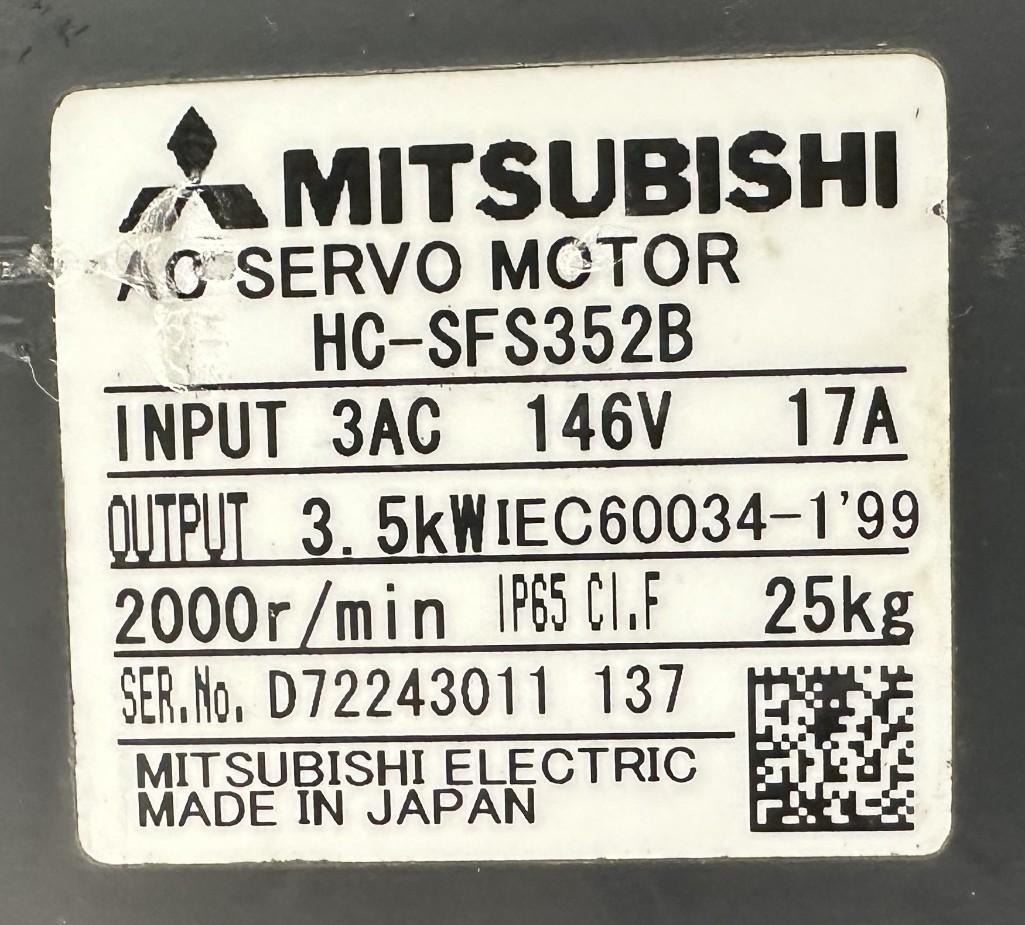 MITSUBISHI
AC SERVO MOTOR
HC-SFS352B
INPUT 3AC 146V 17A
OUTPUT 3.5kW IEC60034-1'99
2000r/min IP65 Cl.F 25kg
SER.No. D72243011 137
MITSUBISHI ELECTRIC
MADE IN JAPAN